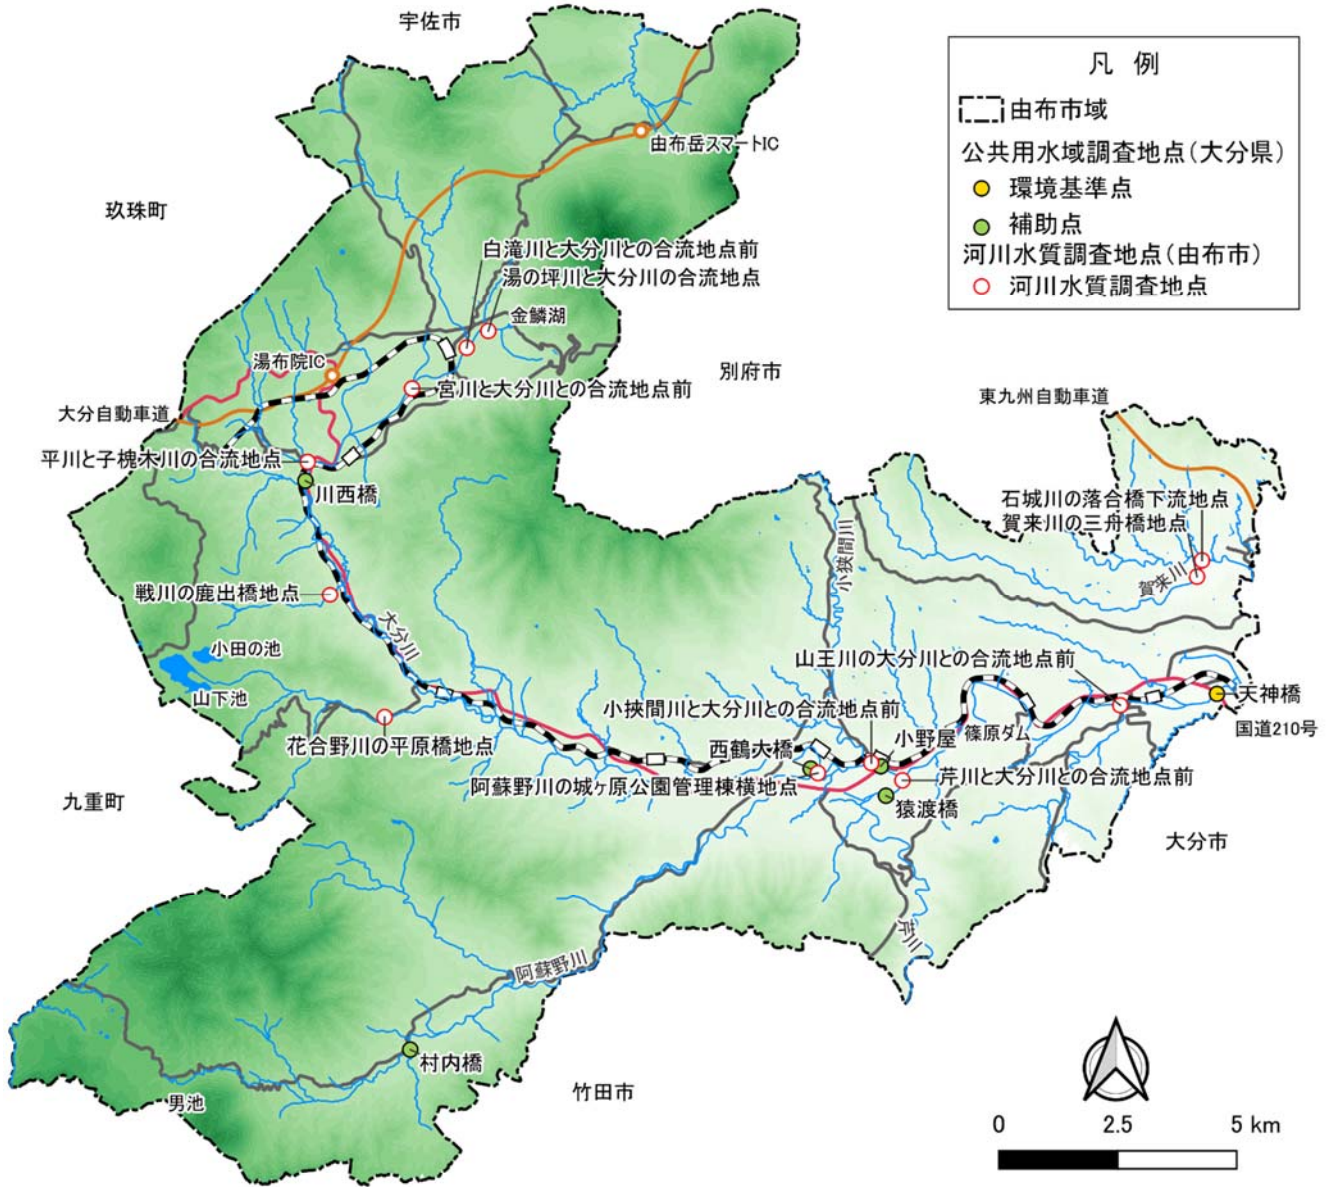 宇佐市
凡 例
由布市域
公共用水域調査地点(大分県)
環境基準点
補助点
河川水質調査地点(由布市)
河川水質調査地点
由布岳スマートIC
玖珠町
白滝川と大分川との合流地点前
湯の坪川と大分川の合流地点
金鱗湖
湯布院IC
別府市
宮川と大分川との合流地点前
大分自動車道
東九州自動車道
平川と子槐木川の合流地点
川西橋
石城川の落合橋下流地点
賀来川の三舟橋地点
小狭間川
賀来川
戦川の鹿出橋地点
大分川
小田の池
山下池
山王川の大分川との合流地点前
天神橋
国道210号
小挾間川と大分川との合流地点前
花合野川の平原橋地点
西鶴大橋
小野屋
篠原ダム
阿蘇野川の城ヶ原公園管理棟横地点
芹川と大分川との合流地点前
猿渡橋
九重町
大分市
芹川
阿蘇野川
村内橋
男池
竹田市
0 2.5 5 km